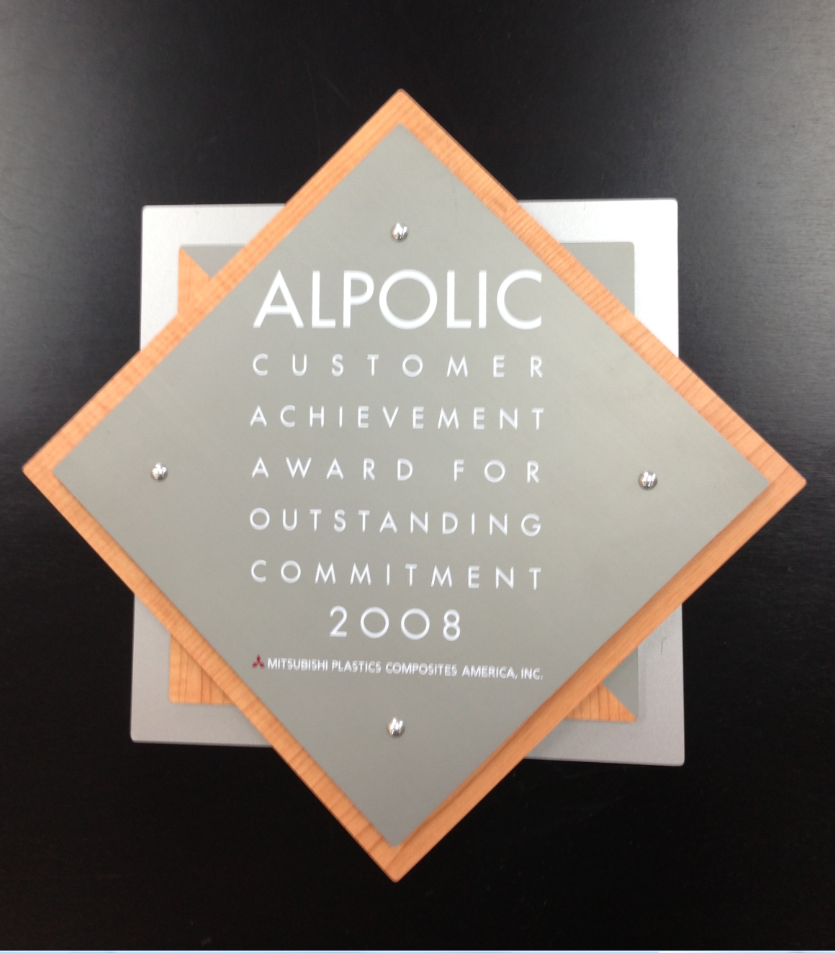 ALPOLIC
CUSTOMER
ACHIEVEMENT
AWARD FOR
OUTSTANDING
COMMITMENT
2008
MITSUBISHI PLASTICS COMPOSITES AMERICA, INC.